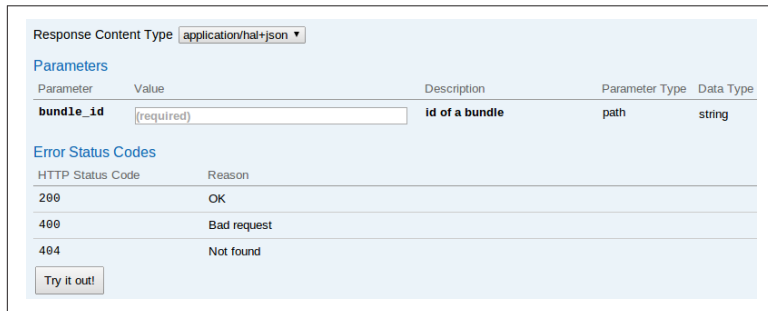 Response Content Type application/hal+json
Parameters
Parameter Value Description Parameter Type Data Type
bundle_id (required) id of a bundle path string
Error Status Codes
HTTP Status Code Reason
200 OK
400 Bad request
404 Not found
Try it out!